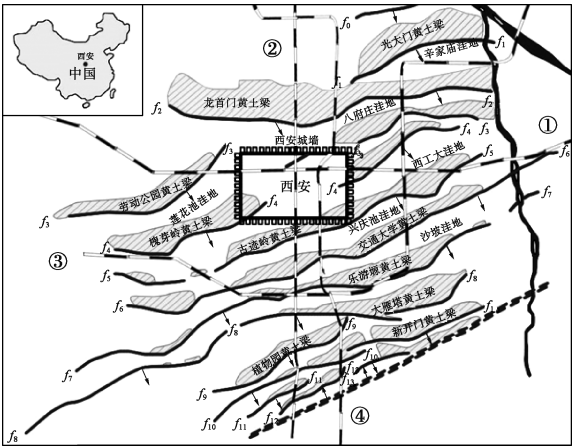 西安
中国
②
f₀
光大门黄土梁
f₁
辛家庙洼地
f₁
龙首门黄土梁
f₂
f₂
八府庄洼地
f₃
f₄
西安城墙
西工大洼地
①
f₅
f₆
f₃
劳动公园黄土梁
西安
f₄
f₇
f₃
莲花池洼地
f₄
槐芽岭黄土梁
古迹岭黄土梁
兴庆池洼地
交通大学黄土梁
沙坡洼地
f₄
③
f₅
乐游塬黄土梁
f₈
f₆
大雁塔黄土梁
f₈
f₉
新开门黄土梁
植物园黄土梁
f₁₀
f₇
f₁₁
f₁₃
f₉
f₁₀
f₁₁
f₁₂
④
f₈